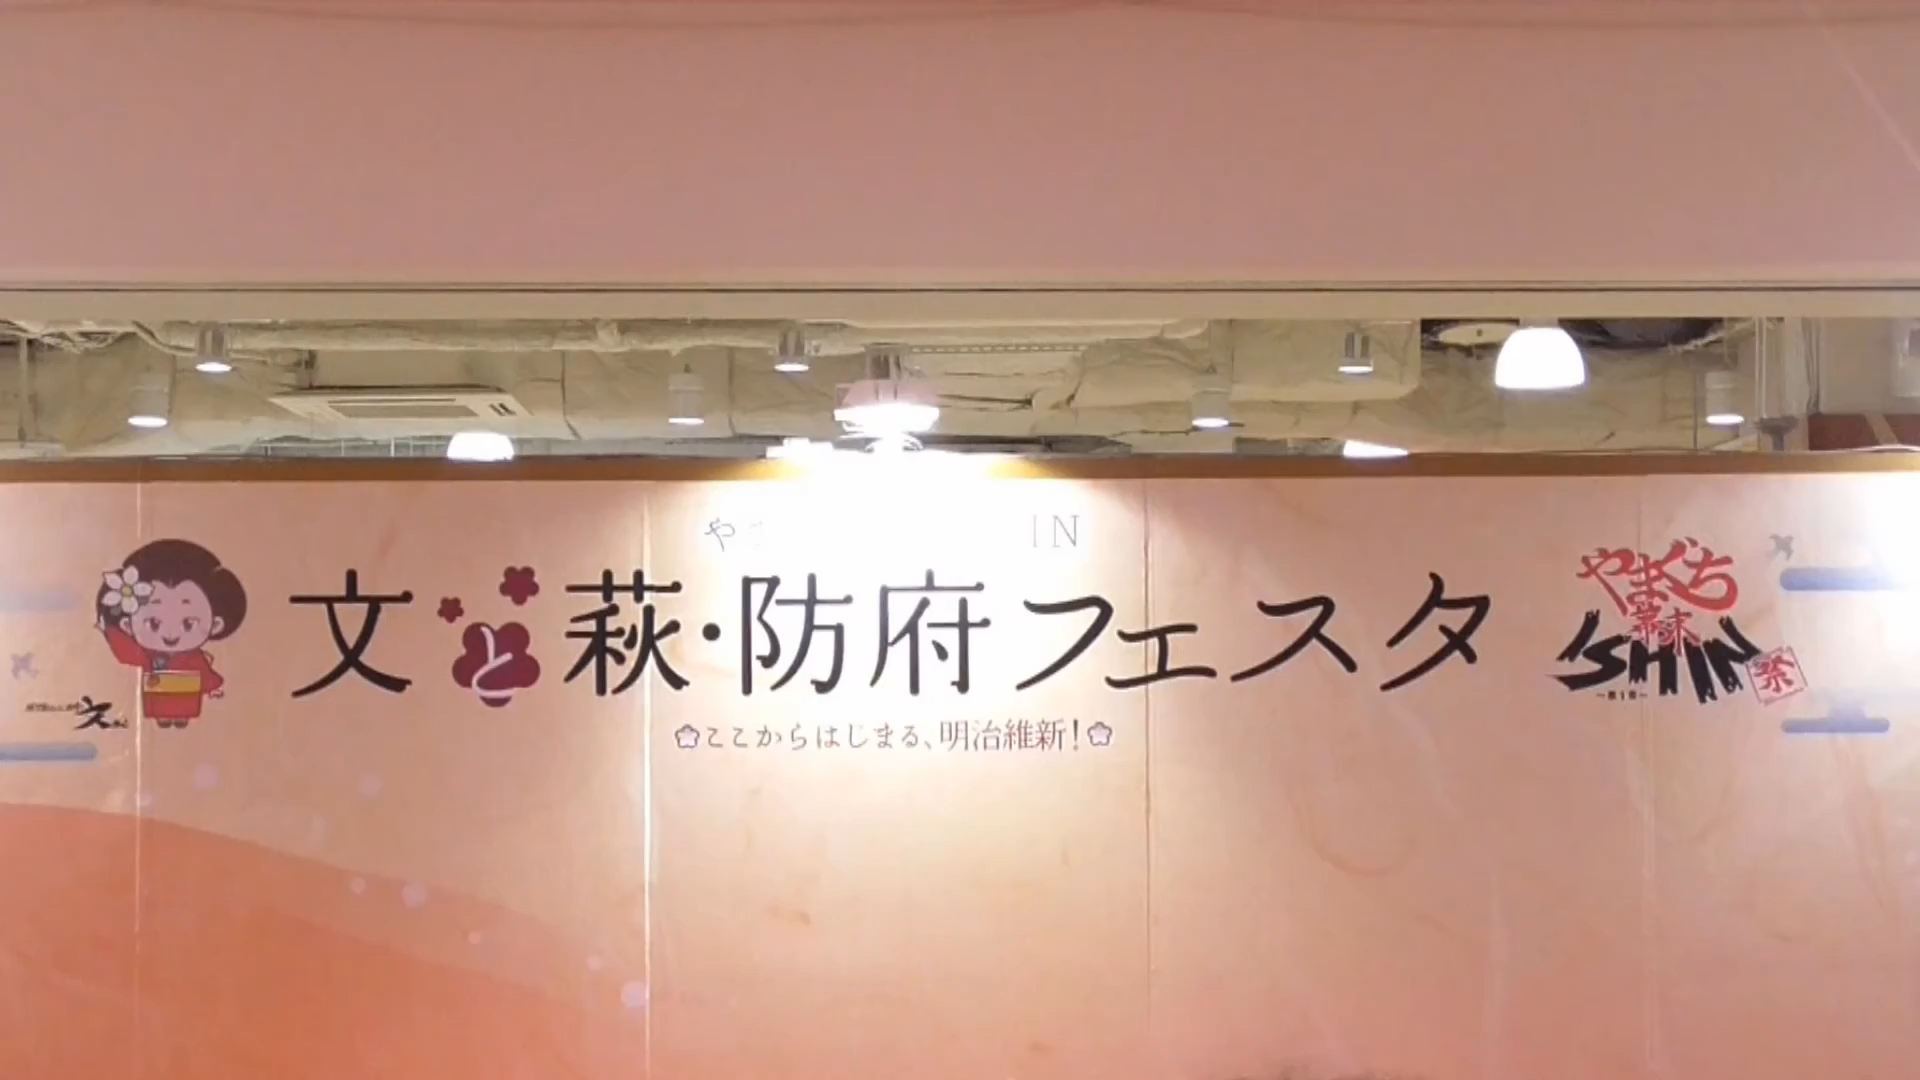 IN
文と萩・防府フェスタ
ここからはじまる、明治維新!
やまぐち
幕末
ISHIN
祭
文